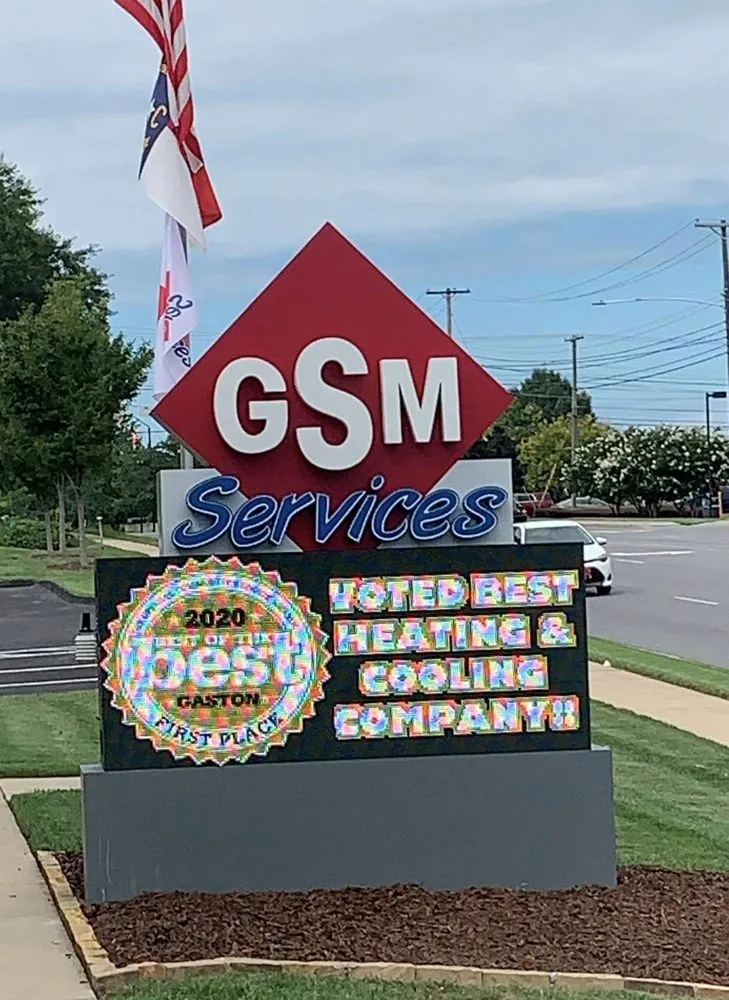 GSM
Services
2020
best
GASTON
FIRST PLACE
VOTED BEST
HEATING &
COOLING
COMPANY!!